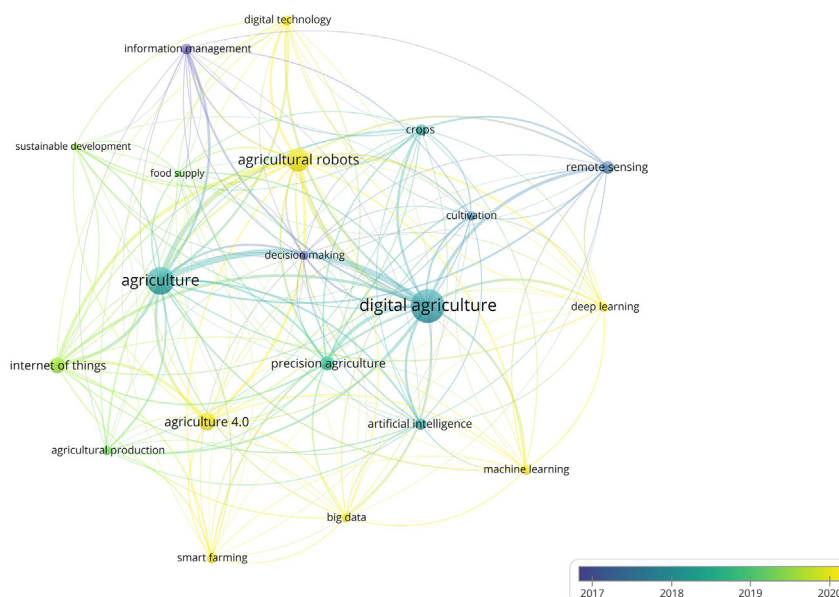 digital technology
information management
crops
sustainable development
agricultural robots
remote sensing
food supply
cultivation
decision making
agriculture
digital agriculture
deep learning
internet of things
precision agriculture
agriculture 4.0
artificial intelligence
agricultural production
machine learning
big data
smart farming
2017 2018 2019 2020